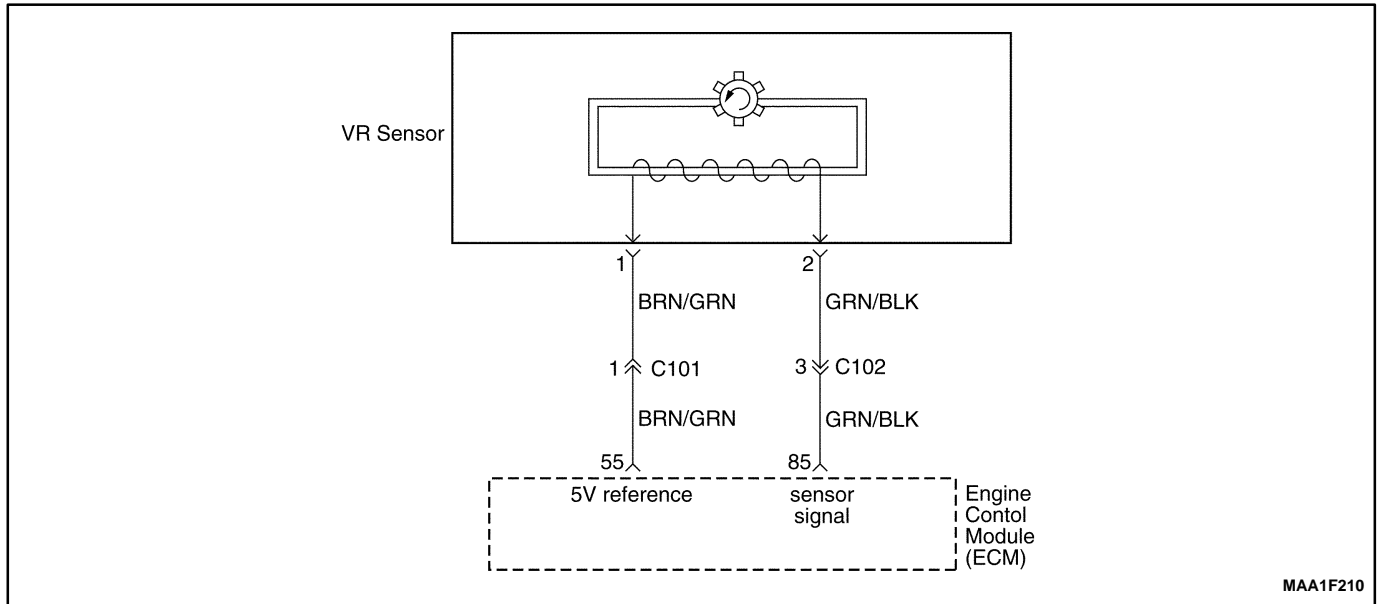 VR Sensor
1
2
BRN/GRN
GRN/BLK
1
C101
3
C102
BRN/GRN
GRN/BLK
55
85
5V reference
sensor
signal
Engine
Contol
Module
(ECM)
MAA1F210